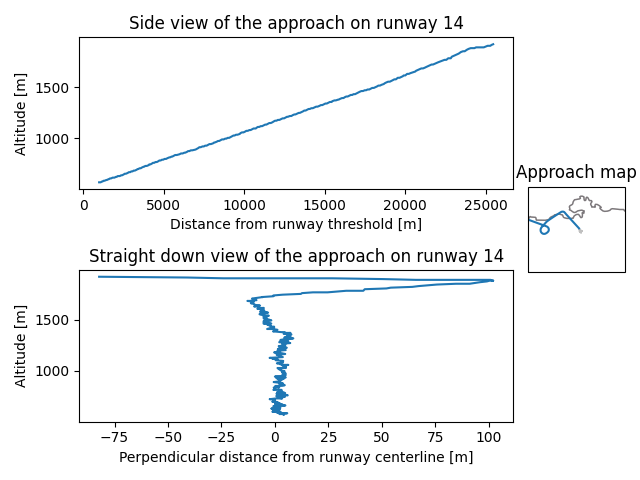 Side view of the approach on runway 14
1500
1000
Altitude [m]
0 5000 10000 15000 20000 25000
Distance from runway threshold [m]
Approach map
Straight down view of the approach on runway 14
1500
1000
Altitude [m]
−75 −50 −25 0 25 50 75 100
Perpendicular distance from runway centerline [m]